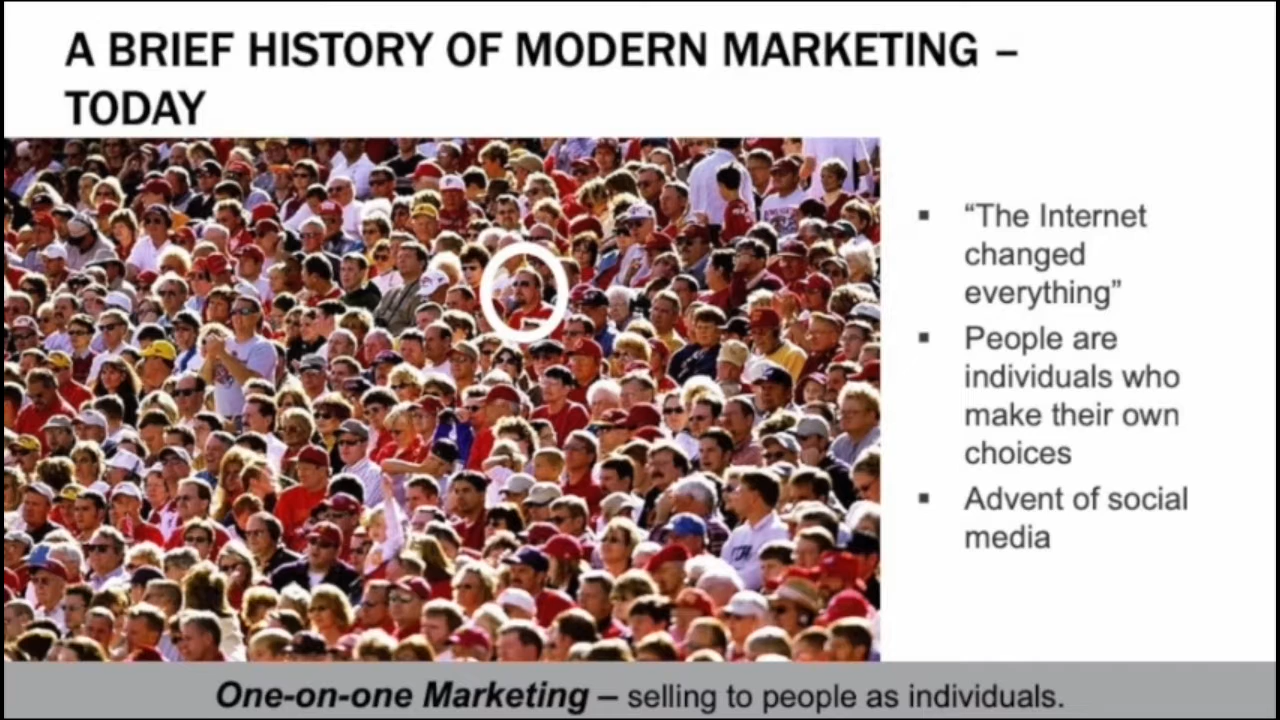 A BRIEF HISTORY OF MODERN MARKETING –
TODAY
▪ “The Internet
changed
everything”
▪ People are
individuals who
make their own
choices
▪ Advent of social
media
One-on-one Marketing – selling to people as individuals.